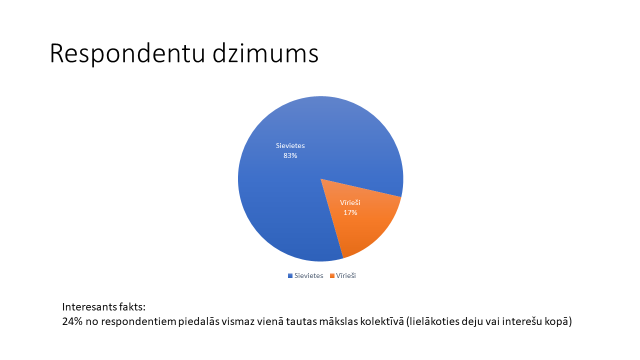 Respondentu dzimums
Sievietes
83%
Vīrieši
17%
Sievietes Vīrieši
Interesants fakts:
24% no respondentiem piedalās vismaz vienā tautas mākslas kolektīvā (lielākoties deju vai interešu kopā)